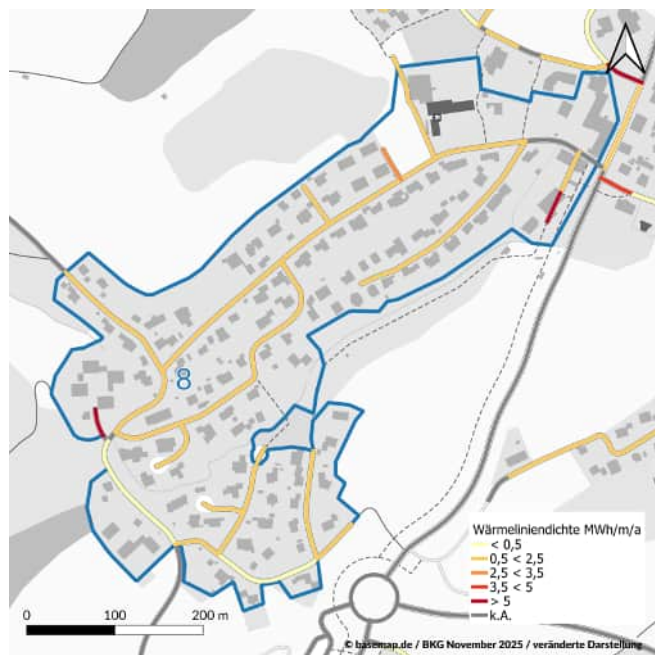 8
Wärmeliniendichte MWh/m/a
< 0,5
0,5 < 2,5
2,5 < 3,5
3,5 < 5
> 5
k.A.
0 100 200 m
© basemap.de / BKG November 2025 / veränderte Darstellung